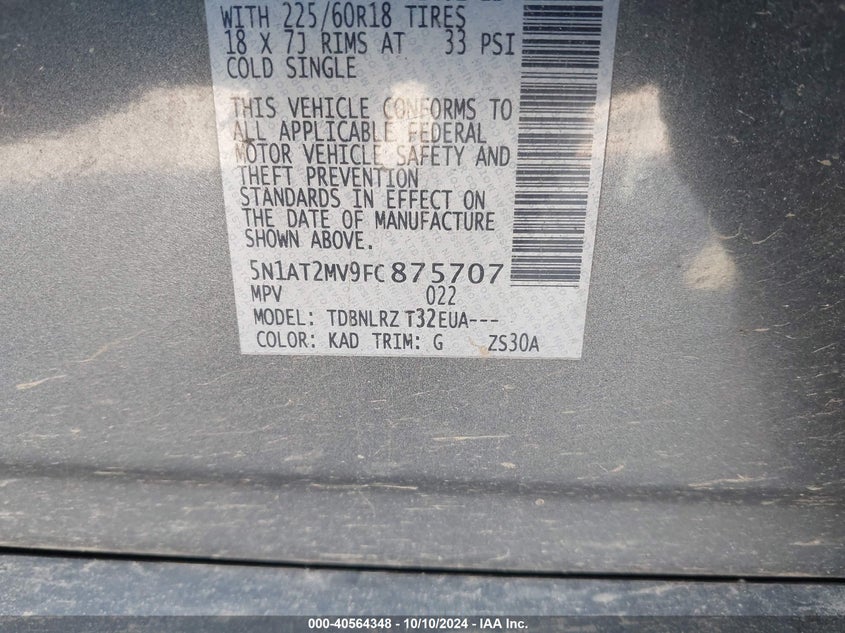 WITH 225/60R18 TIRES
18 X 7J RIMS AT 33 PSI
COLD SINGLE
THIS VEHICLE CONFORMS TO
ALL APPLICABLE FEDERAL
MOTOR VEHICLE SAFETY AND
THEFT PREVENTION
STANDARDS IN EFFECT ON
THE DATE OF MANUFACTURE
SHOWN ABOVE.
5N1AT2MV9FC875707
MPV 022
MODEL: TDBNLRZ T32EUA---
COLOR: KAD TRIM: G ZS30A
000-40564348 - 10/10/2024 - IAA Inc.